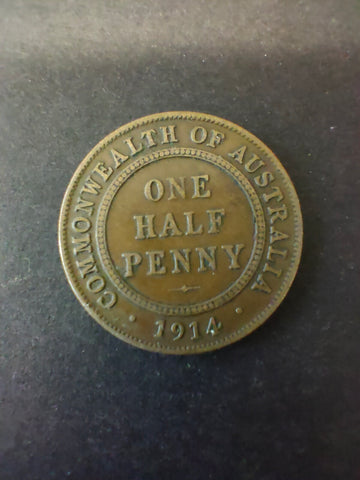 COMMONWEALTH OF AUSTRALIA
ONE
HALF
PENNY
· 1914 ·